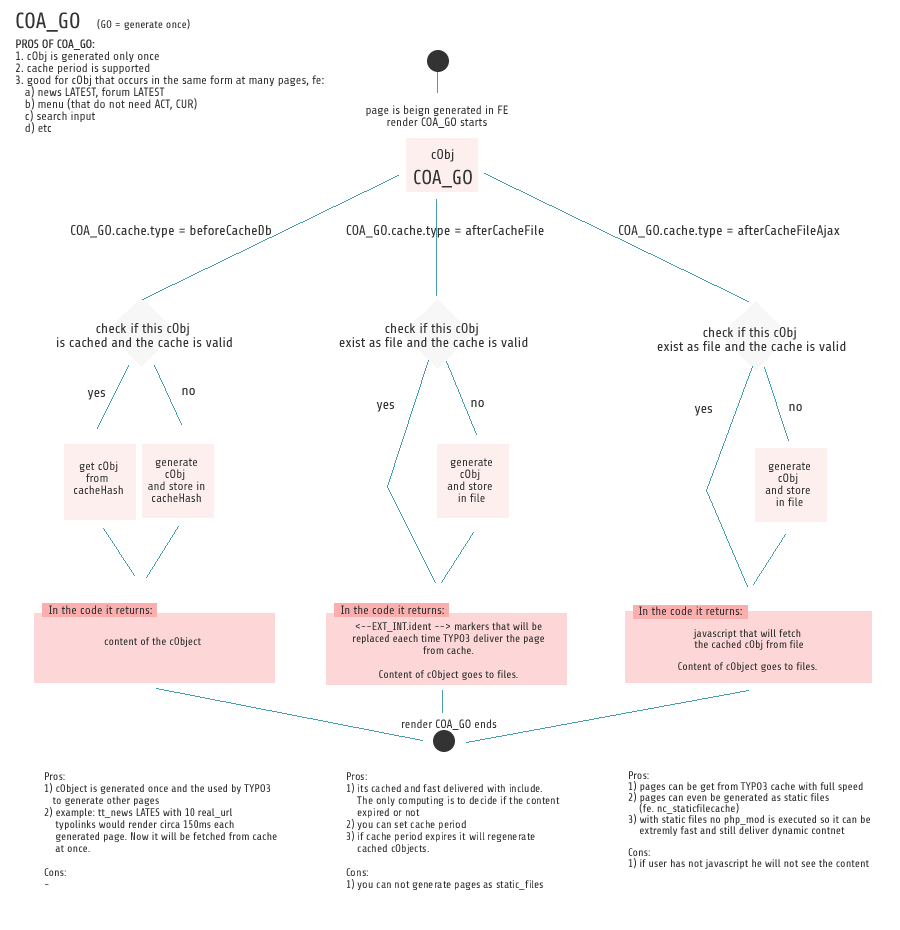 COA_GO (GO = generate once)
PROS OF COA_GO:
1. cObj is generated only once
2. cache period is supported
3. good for cObj that occurs in the same form at many pages, fe:
a) news LATEST, forum LATEST
b) menu (that do not need ACT, CUR)
c) search input
d) etc
page is beign generated in FE
render COA_GO starts
cObj
COA_GO
COA_GO.cache.type = beforeCacheDb
COA_GO.cache.type = afterCacheFile
COA_GO.cache.type = afterCacheFileAjax
check if this cObj
is cached and the cache is valid
check if this cObj
exist as file and the cache is valid
check if this cObj
exist as file and the cache is valid
yes
no
yes
no
yes
no
get cObj
from
cacheHash
generate
cObj
and store in
cacheHash
generate
cObj
and store
in file
generate
cObj
and store
in file
In the code it returns:
content of the cObject
In the code it returns:
<--EXT_INT.ident --> markers that will be
replaced eaech time TYPO3 deliver the page
from cache.
Content of cObject goes to files.
In the code it returns:
javascript that will fetch
the cached cObj from file
Content of cObject goes to files.
render COA_GO ends
Pros:
1) cObject is generated once and the used by TYPO3
to generate other pages
2) example: tt_news LATES with 10 real_url
typolinks would render circa 150ms each
generated page. Now it will be fetched from cache
at once.
Cons:
-
Pros:
1) its cached and fast delivered with include.
The only computing is to decide if the content
expired or not
2) you can set cache period
3) if cache period expires it will regenerate
cached cObjects.
Cons:
1) you can not generate pages as static_files
Pros:
1) pages can be get from TYPO3 cache with full speed
2) pages can even be generated as static files
(fe. nc_staticfilecache)
3) with static files no php_mod is executed so it can be
extremly fast and still deliver dynamic contnet
Cons:
1) if user has not javascript he will not see the content